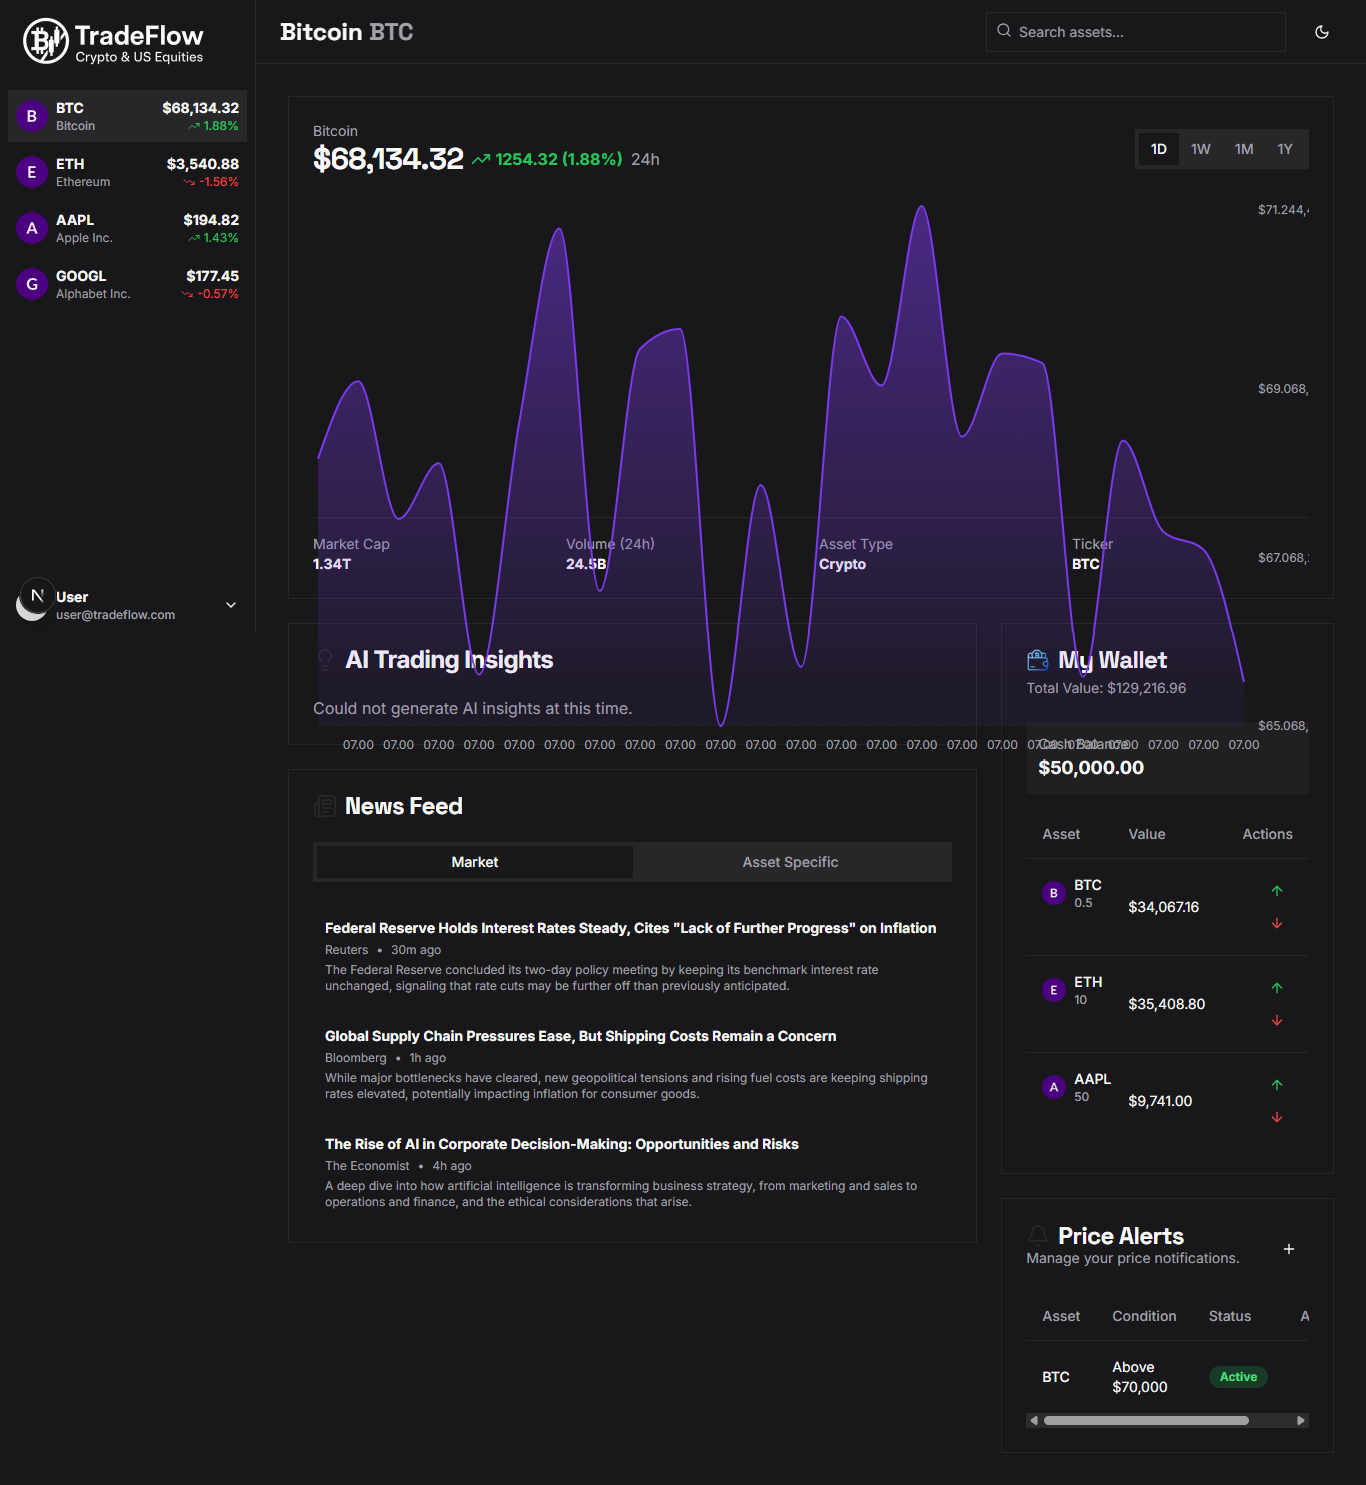 TradeFlow
Crypto & US Equities
B
BTC
$68,134.32
Bitcoin
1.88%
E
ETH
$3,540.88
Ethereum
-1.56%
A
AAPL
$194.82
Apple Inc.
1.43%
G
GOOGL
$177.45
Alphabet Inc.
-0.57%
N
User
user@tradeflow.com
Bitcoin BTC
Search assets...
Bitcoin
$68,134.32 1254.32 (1.88%) 24h
1D 1W 1M 1Y
$71.244,
$69.068,
$67.068,
$65.068,
Market Cap
1.34T
Volume (24h)
24.5B
Asset Type
Crypto
Ticker
BTC
07.00 07.00 07.00 07.00 07.00 07.00 07.00 07.00 07.00 07.00 07.00 07.00 07.00 07.00 07.00 07.00 07.00 07.00 07.00 07.00 07.00 07.00 07.00
AI Trading Insights
Could not generate AI insights at this time.
News Feed
Market
Asset Specific
Federal Reserve Holds Interest Rates Steady, Cites "Lack of Further Progress" on Inflation
Reuters • 30m ago
The Federal Reserve concluded its two-day policy meeting by keeping its benchmark interest rate
unchanged, signaling that rate cuts may be further off than previously anticipated.
Global Supply Chain Pressures Ease, But Shipping Costs Remain a Concern
Bloomberg • 1h ago
While major bottlenecks have cleared, new geopolitical tensions and rising fuel costs are keeping shipping
rates elevated, potentially impacting inflation for consumer goods.
The Rise of AI in Corporate Decision-Making: Opportunities and Risks
The Economist • 4h ago
A deep dive into how artificial intelligence is transforming business strategy, from marketing and sales to
operations and finance, and the ethical considerations that arise.
My Wallet
Total Value: $129,216.96
Cash Balance
$50,000.00
Asset Value Actions
B
BTC
0.5
$34,067.16
E
ETH
10
$35,408.80
A
AAPL
50
$9,741.00
Price Alerts
Manage your price notifications.
+
Asset Condition Status A
BTC
Above
$70,000
Active